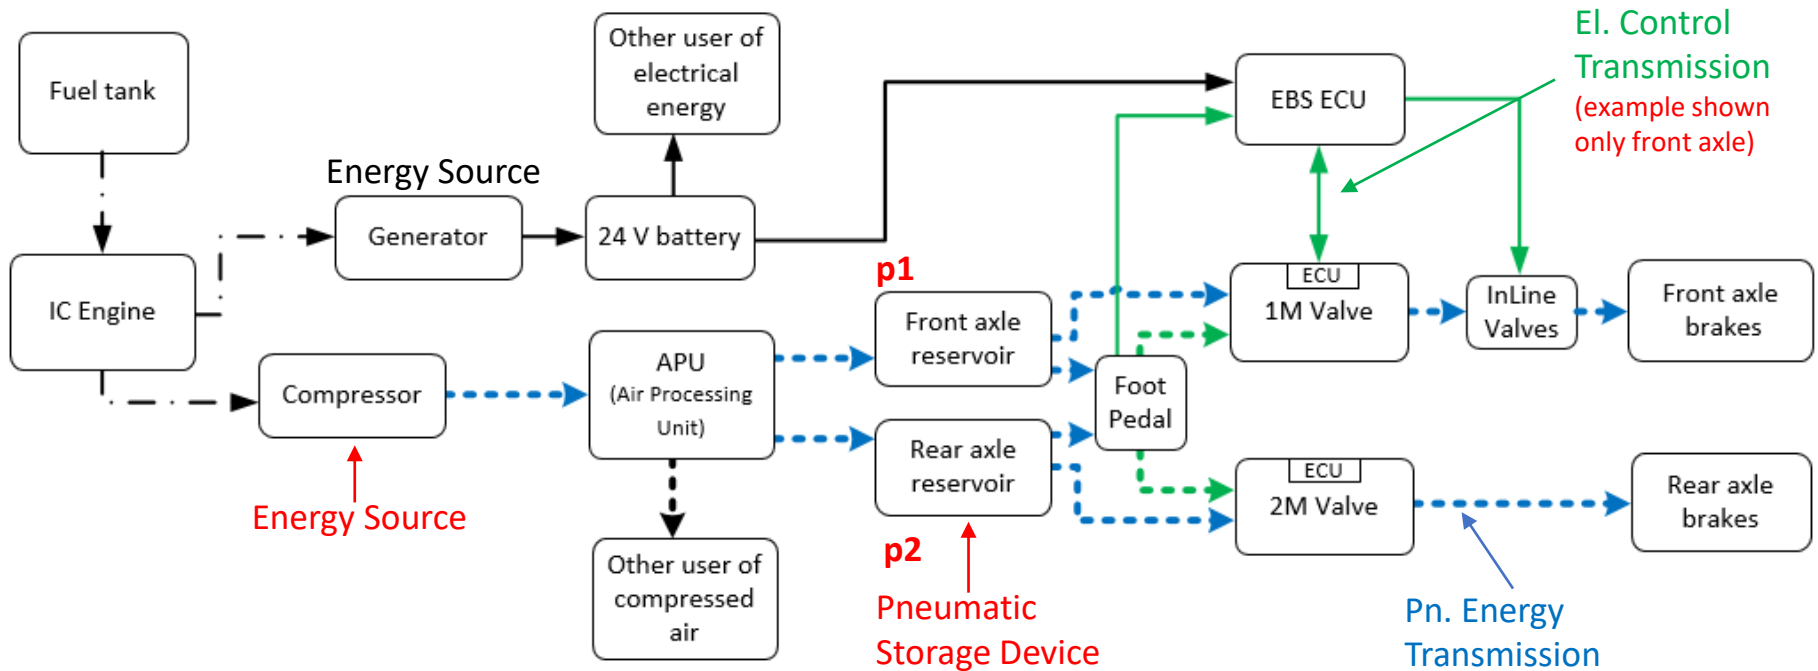 Fuel tank
Other user of
electrical
energy
El. Control
Transmission
(example shown
only front axle)
EBS ECU
Energy Source
Generator
24 V battery
IC Engine
p1
Front axle
reservoir
ECU
1M Valve
InLine
Valves
Front axle
brakes
Compressor
APU
(Air Processing
Unit)
Foot
Pedal
Rear axle
reservoir
ECU
2M Valve
Rear axle
brakes
Energy Source
p2
Other user of
compressed
air
Pneumatic
Storage Device
Pn. Energy
Transmission